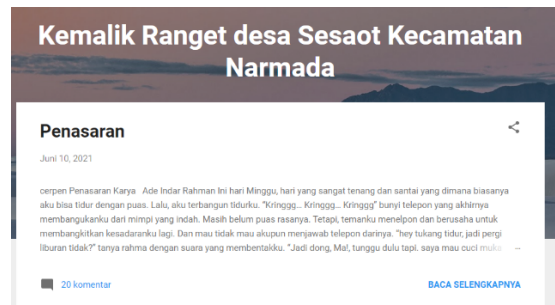 Kemalik Ranget desa Sesaot Kecamatan
Narmada
Penasaran
Juni 10, 2021
cerpen Penasaran Karya Ade Indar Rahman Ini hari Minggu, hari yang sangat tenang dan santai yang dimana biasanya
aku bisa tidur dengan puas. Lalu, aku terbangun tidurku. “Kringgg... Kringgg... Kringgg” bunyi telepon yang akhirnya
membangukanku dari mimpi yang indah. Masih belum puas rasanya. Tetapi, temanku menelpon dan berusaha untuk
membangkitkan kesadaranku lagi. Dan mau tidak mau akupun menjawab telepon darinya. “hey tukang tidur, jadi pergi
liburan tidak?” tanya rahma dengan suara yang membentakku. “Jadi dong, Ma!, tunggu dulu tapi. saya mau cuci muka ...
20 komentar
BACA SELENGKAPNYA